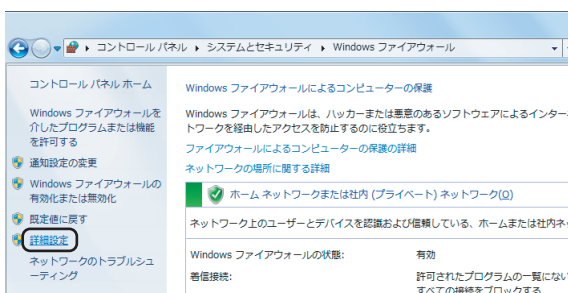 コントロール パネル ▸ システムとセキュリティ ▸ Windows ファイアウォール
コントロール パネル ホーム
Windows ファイアウォールを
介したプログラムまたは機能
を許可する
通知設定の変更
Windows ファイアウォールの
有効化または無効化
既定値に戻す
詳細設定
ネットワークのトラブルシュ
ーティング
Windows ファイアウォールによるコンピューターの保護
Windows ファイアウォールは、ハッカーまたは悪意のあるソフトウェアによるインター
トワークを経由したアクセスを防止するのに役立ちます。
ファイアウォールによるコンピューターの保護の詳細
ネットワークの場所に関する詳細
ホーム ネットワークまたは社内 (プライベート) ネットワーク(O)
ネットワーク上のユーザーとデバイスを認識および信頼している、ホームまたは社内ネッ
Windows ファイアウォールの状態: 有効
着信接続: 許可されたプログラムの一覧にない
すべての接続をブロックする